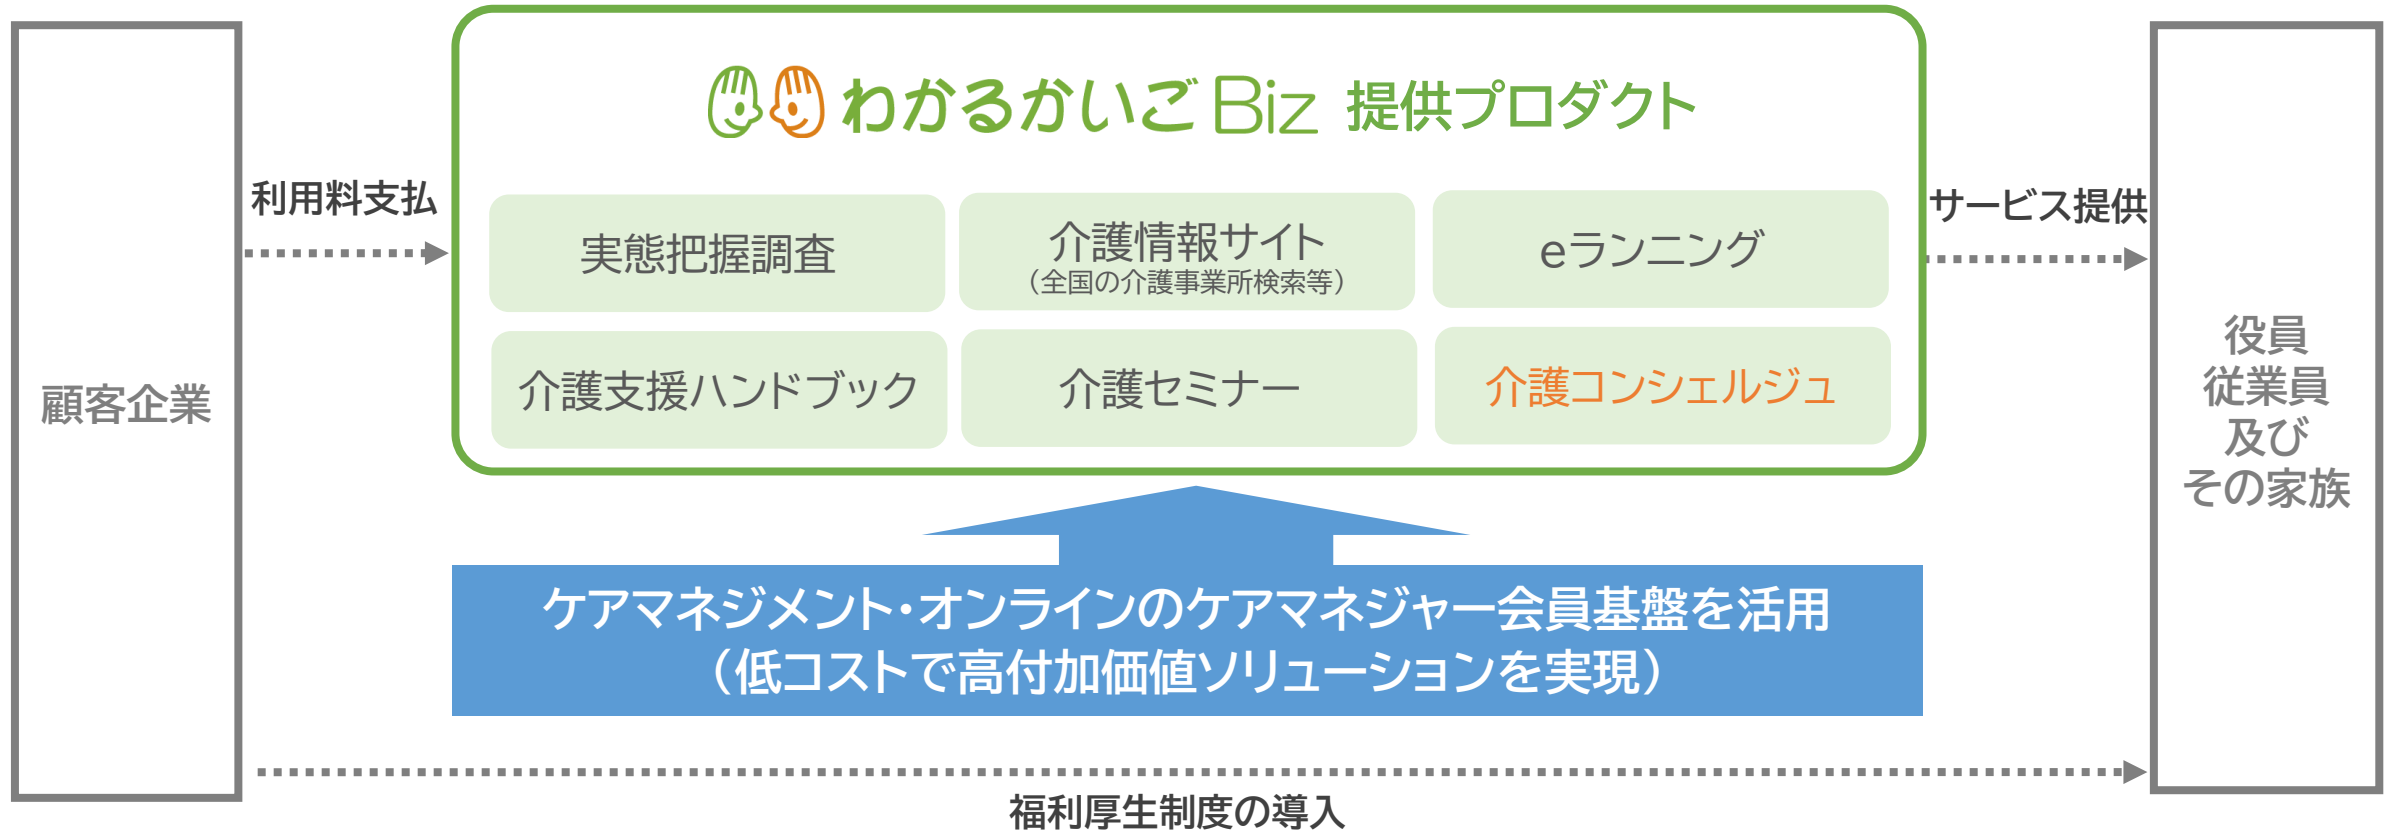 わかるかいごBiz 提供プロダクト
利用料支払
サービス提供
実態把握調査
介護情報サイト
（全国の介護事業所検索等）
eランニング
介護支援ハンドブック
介護セミナー
介護コンシェルジュ
顧客企業
役員
従業員
及び
その家族
ケアマネジメント・オンラインのケアマネジャー会員基盤を活用
（低コストで高付加価値ソリューションを実現）
福利厚生制度の導入